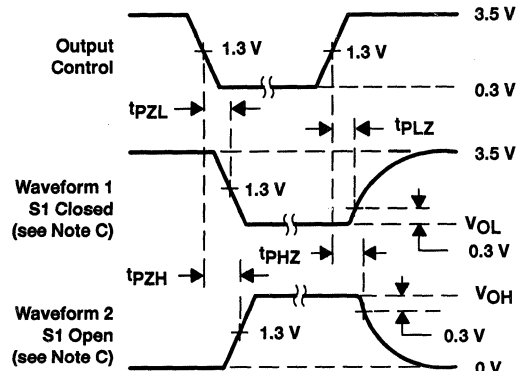 3.5 V
Output
Control
1.3 V
1.3 V
0.3 V
tPZL
tPLZ
3.5 V
Waveform 1
S1 Closed
(see Note C)
1.3 V
VOL
0.3 V
tPHZ
tPZH
VOH
Waveform 2
S1 Open
(see Note C)
1.3 V
0.3 V
0 V